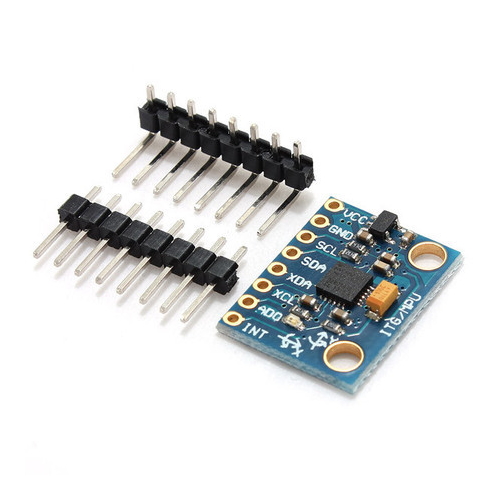 VCC
GND
SCL
SDA
XDA
XCL
ADO
INT
ITG/MPU
X
Y